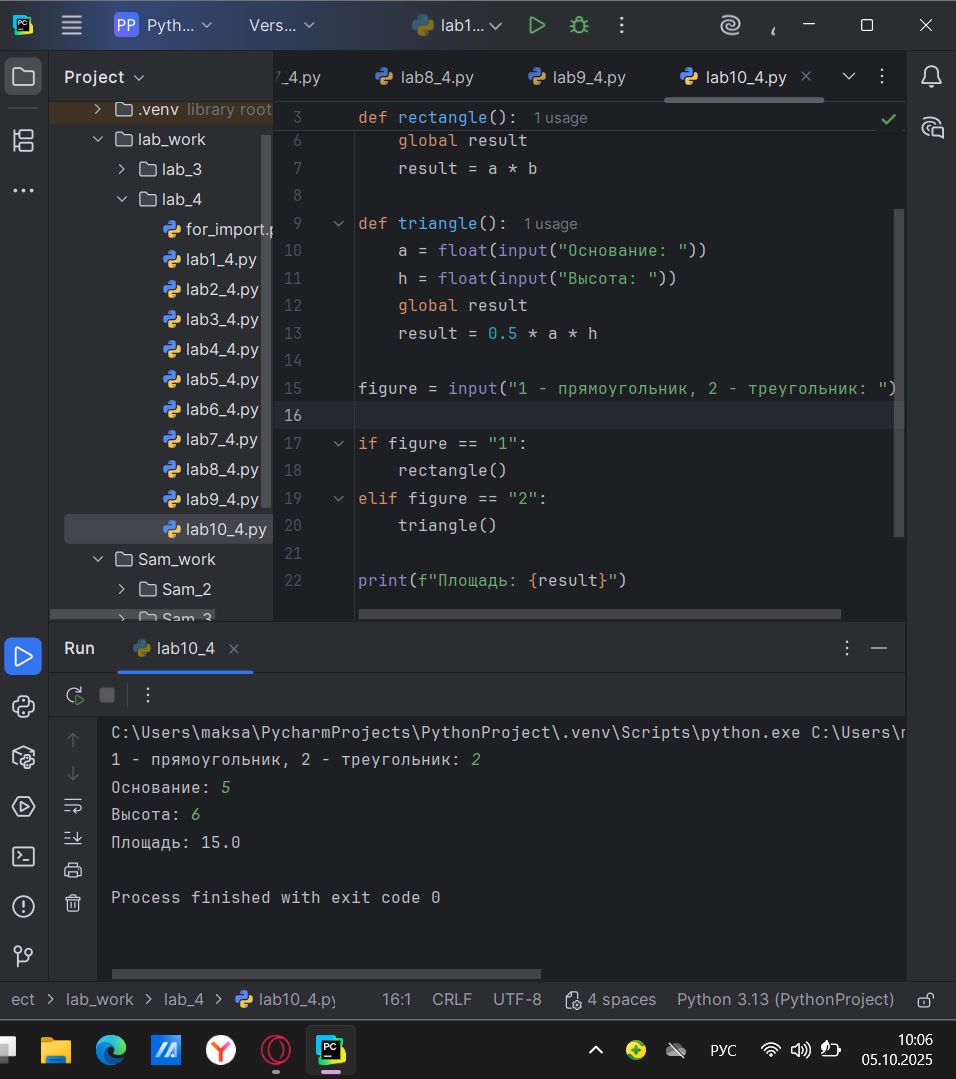 PC
PP Pyth... Vers... lab1...
Project
_4.py lab8_4.py lab9_4.py lab10_4.py
.venv library root
lab_work
lab_3
lab_4
for_import.p
lab1_4.py
lab2_4.py
lab3_4.py
lab4_4.py
lab5_4.py
lab6_4.py
lab7_4.py
lab8_4.py
lab9_4.py
lab10_4.py
Sam_work
Sam_2
Sam_3
3 def rectangle(): 1 usage
6 global result
7 result = a * b
8
9 def triangle(): 1 usage
10 a = float(input("Основание: "))
11 h = float(input("Высота: "))
12 global result
13 result = 0.5 * a * h
14
15 figure = input("1 - прямоугольник, 2 - треугольник: ")
16
17 if figure == "1":
18 rectangle()
19 elif figure == "2":
20 triangle()
21
22 print(f"Площадь: {result}")
Run lab10_4
C:\Users\maksa\PycharmProjects\PythonProject\.venv\Scripts\python.exe C:\Users\
1 - прямоугольник, 2 - треугольник: 2
Основание: 5
Высота: 6
Площадь: 15.0
Process finished with exit code 0
ect > lab_work > lab_4 > lab10_4.py 16:1 CRLF UTF-8 4 spaces Python 3.13 (PythonProject)
PC РУС 10:06
05.10.2025